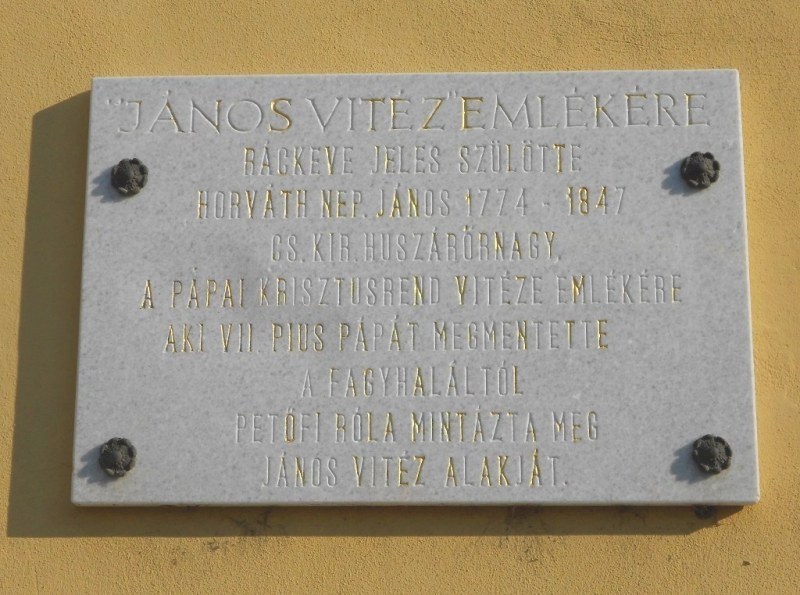 "JÁNOS VITÉZ" EMLÉKÉRE
RÁCKEVE JELES SZÜLÖTTE
HORVÁTH NEP. JÁNOS 1774 - 1847
CS. KIR. HUSZÁRŐRNAGY.
A PÁPAI KRISZTUSREND VITÉZE EMLÉKÉRE
AKI VII. PIUS PÁPÁT MEGMENTETTE
A FAGYHALÁLTÓL
PETŐFI RÓLA MINTÁZTA MEG
JÁNOS VITÉZ ALAKJÁT.